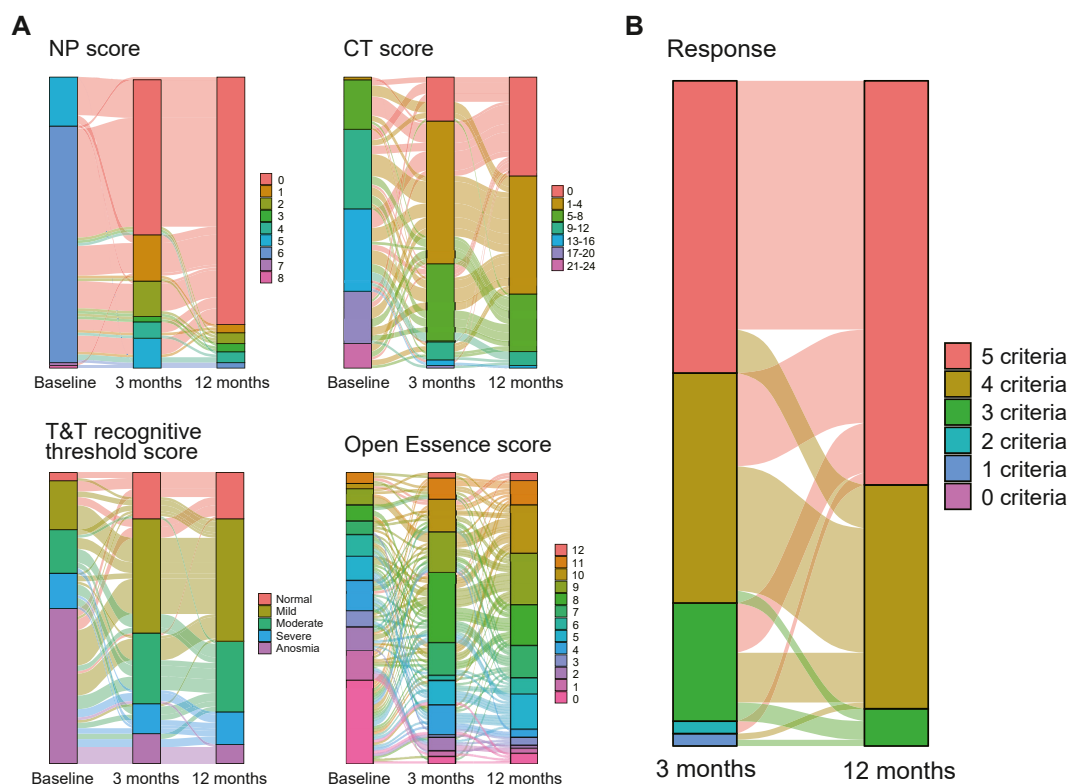 A
NP score
Baseline
3 months
12 months
0
1
2
3
4
5
6
7
8
CT score
Baseline
3 months
12 months
0
1-4
5-8
9-12
13-16
17-20
21-24
T&T recognitive
threshold score
Baseline
3 months
12 months
Normal
Mild
Moderate
Severe
Anosmia
Open Essence score
Baseline
3 months
12 months
12
11
10
9
8
7
6
5
4
3
2
1
0
B
Response
3 months
12 months
5 criteria
4 criteria
3 criteria
2 criteria
1 criteria
0 criteria